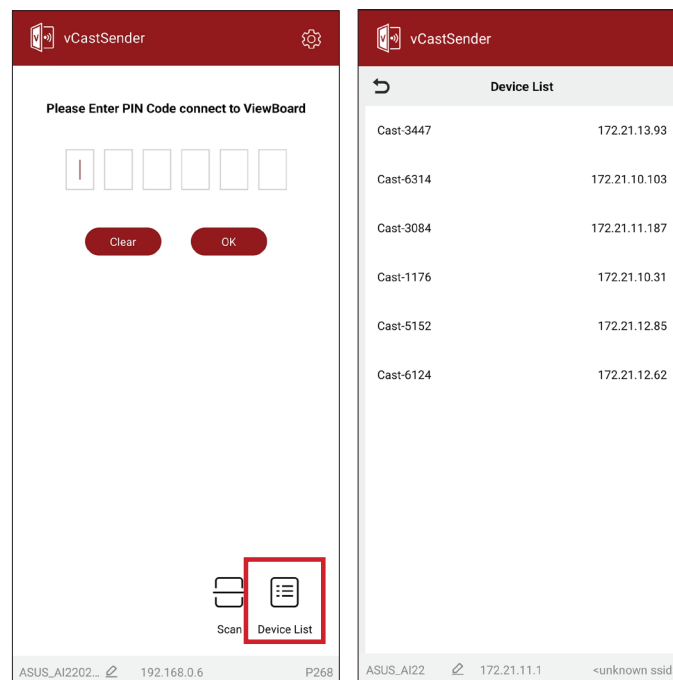 vCastSender
Please Enter PIN Code connect to ViewBoard
Clear OK
Scan Device List
ASUS_AI2202... 192.168.0.6 P268
vCastSender
Device List
Cast-3447 172.21.13.93
Cast-6314 172.21.10.103
Cast-3084 172.21.11.187
Cast-1176 172.21.10.31
Cast-5152 172.21.12.85
Cast-6124 172.21.12.62
ASUS_AI22 172.21.11.1 <unknown ssid